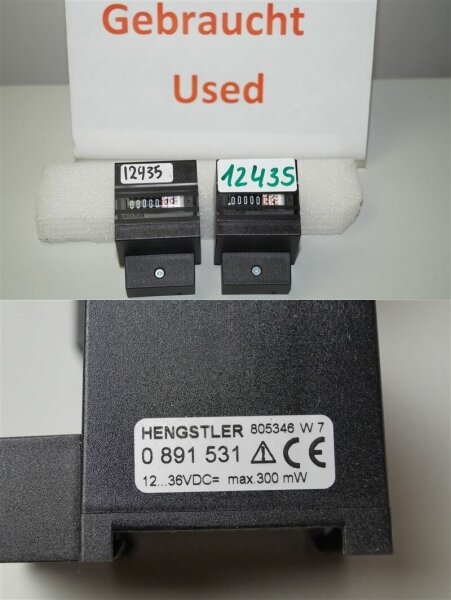 Gebraucht
Used
12435
12435
HENGSTLER 805346 W 7
0 891 531 CE
12...36VDC= max.300 mW